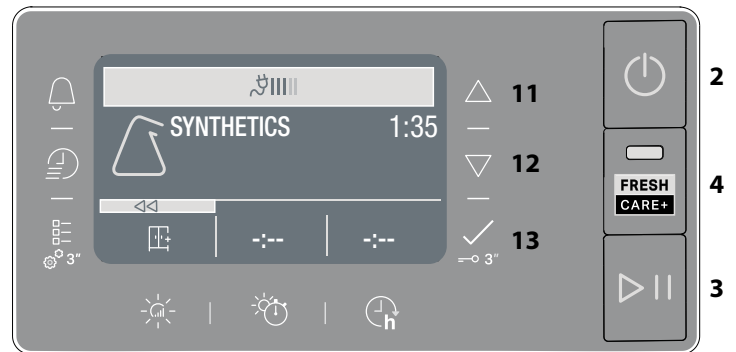 2
11
SYNTHETICS 1:35
12
FRESH
CARE+
4
-:-- -:--
13
3" 3"
h
3